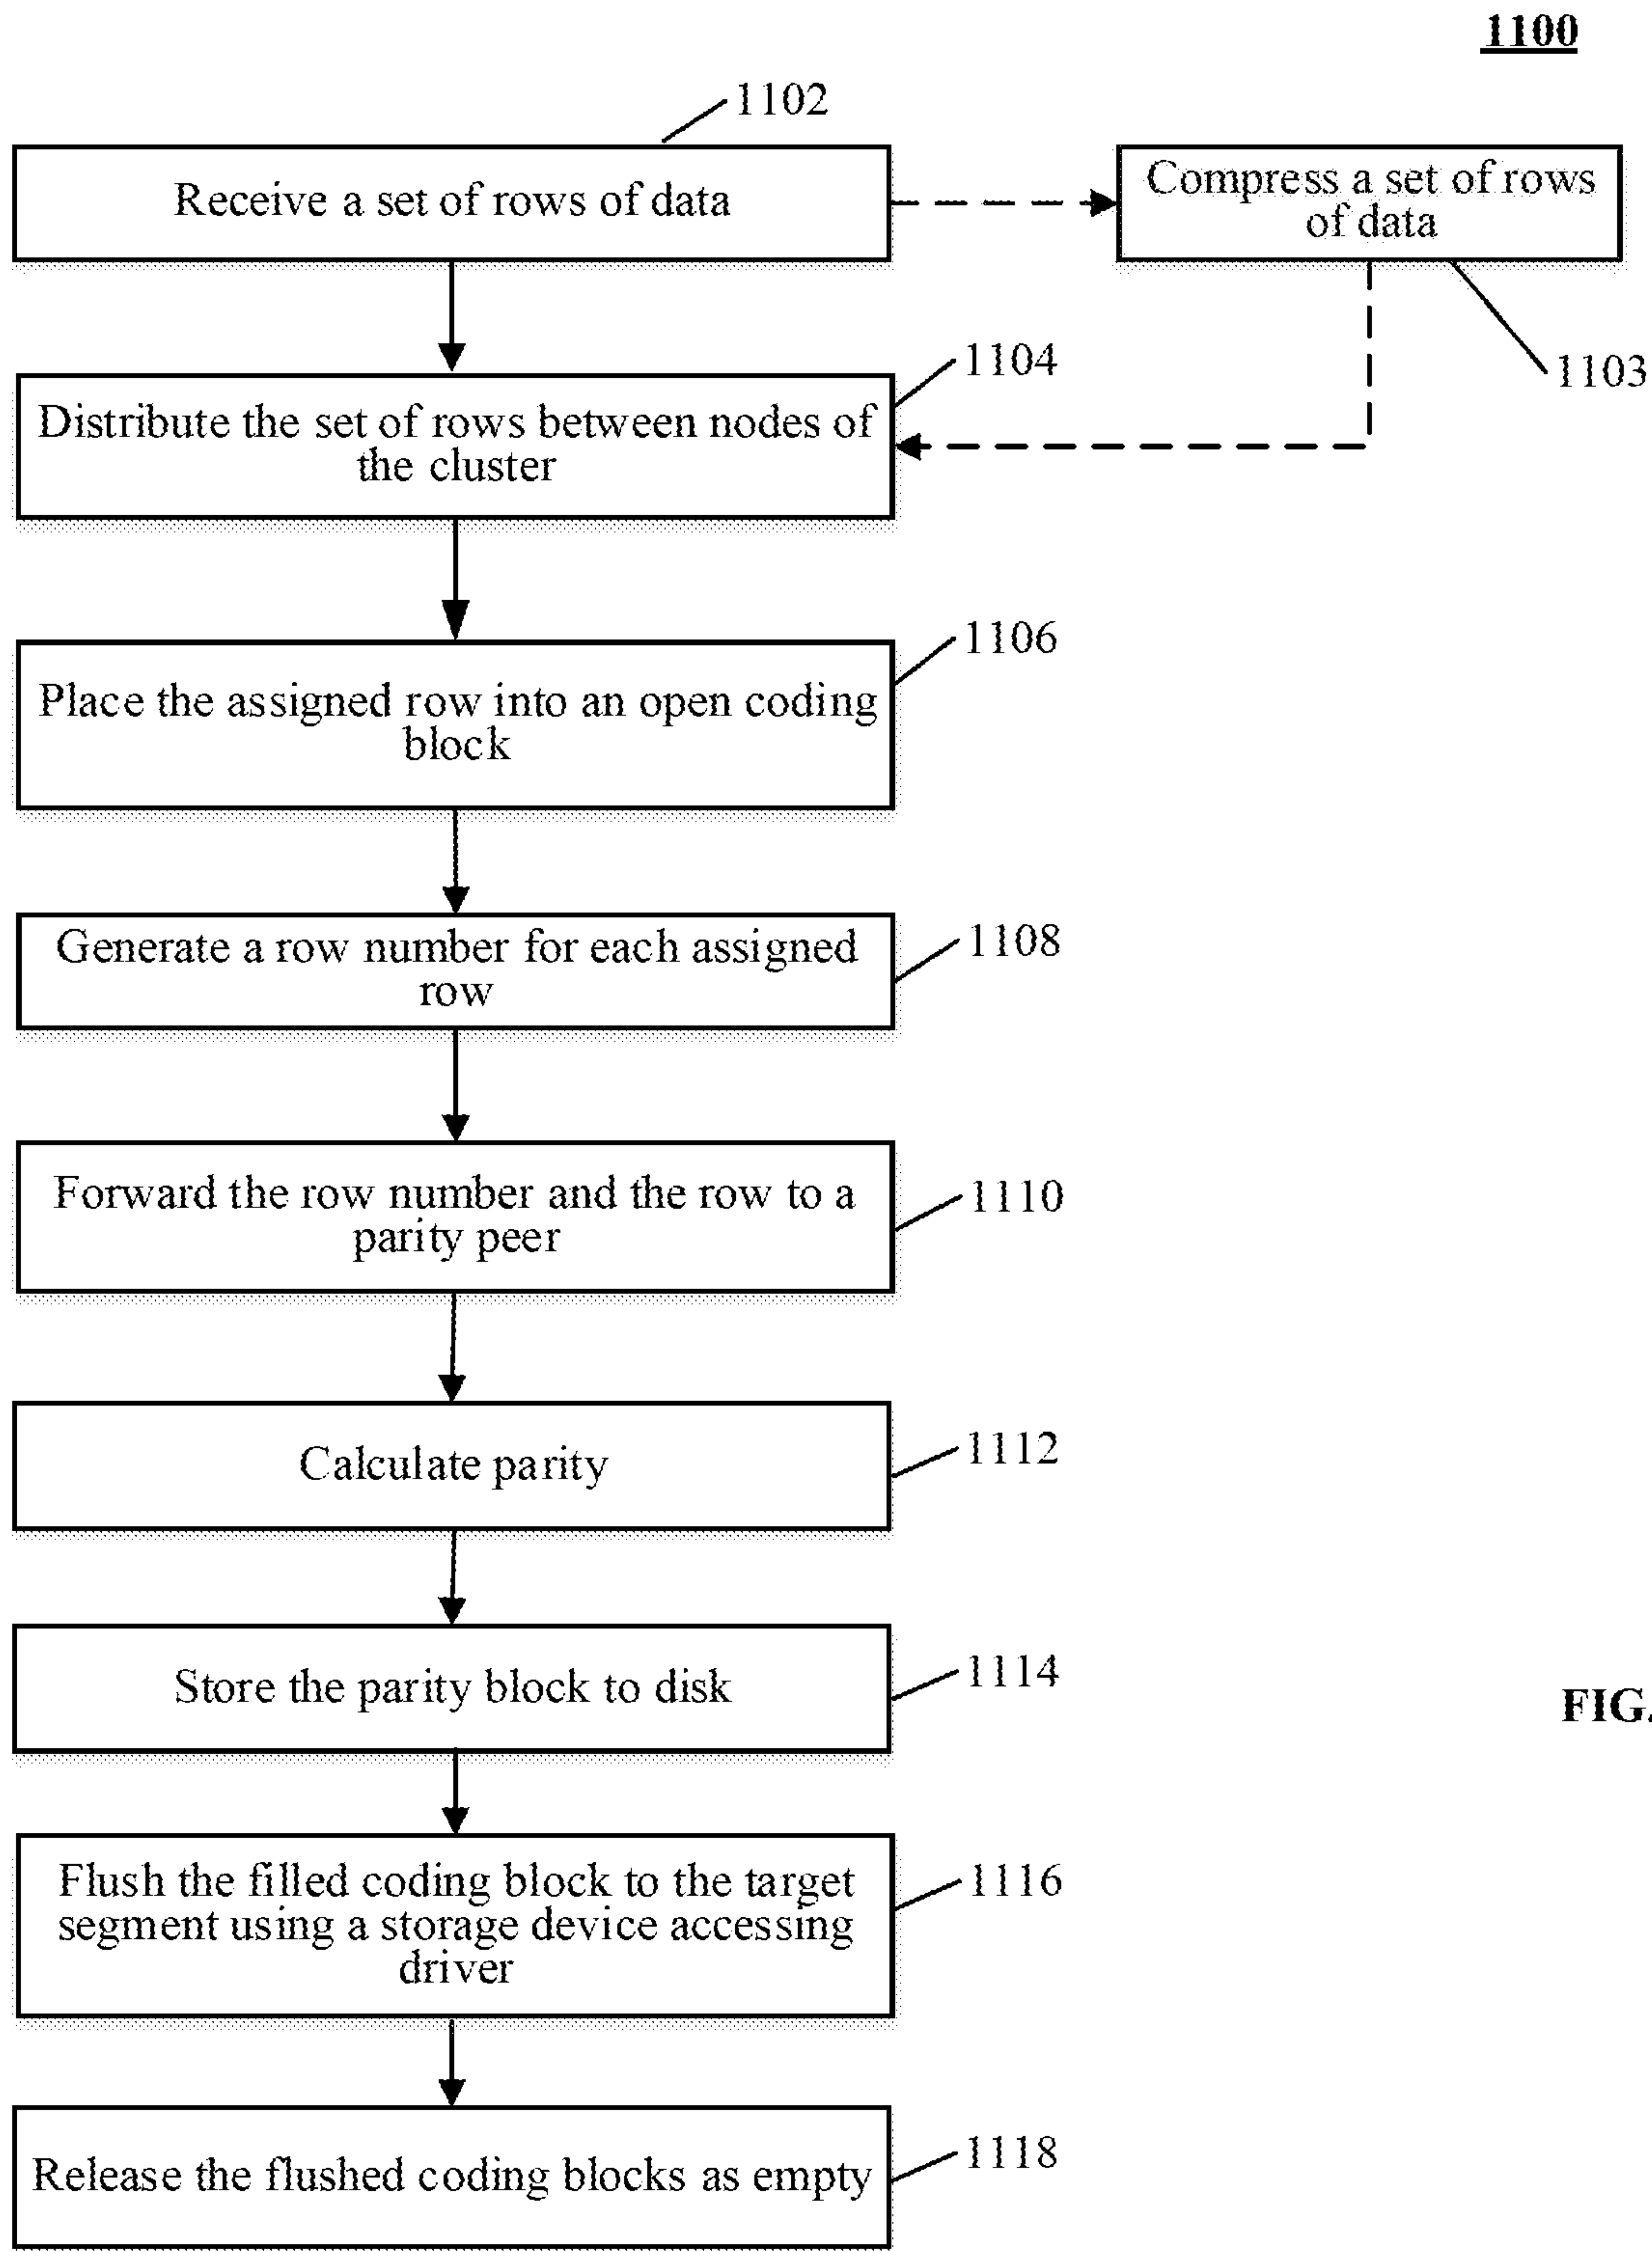 1100
1102
Receive a set of rows of data
Compress a set of rows
of data
1103
1104
Distribute the set of rows between nodes of
the cluster
1106
Place the assigned row into an open coding
block
1108
Generate a row number for each assigned
row
1110
Forward the row number and the row to a
parity peer
1112
Calculate parity
1114
Store the parity block to disk
FIG.
1116
Flush the filled coding block to the target
segment using a storage device accessing
driver
1118
Release the flushed coding blocks as empty